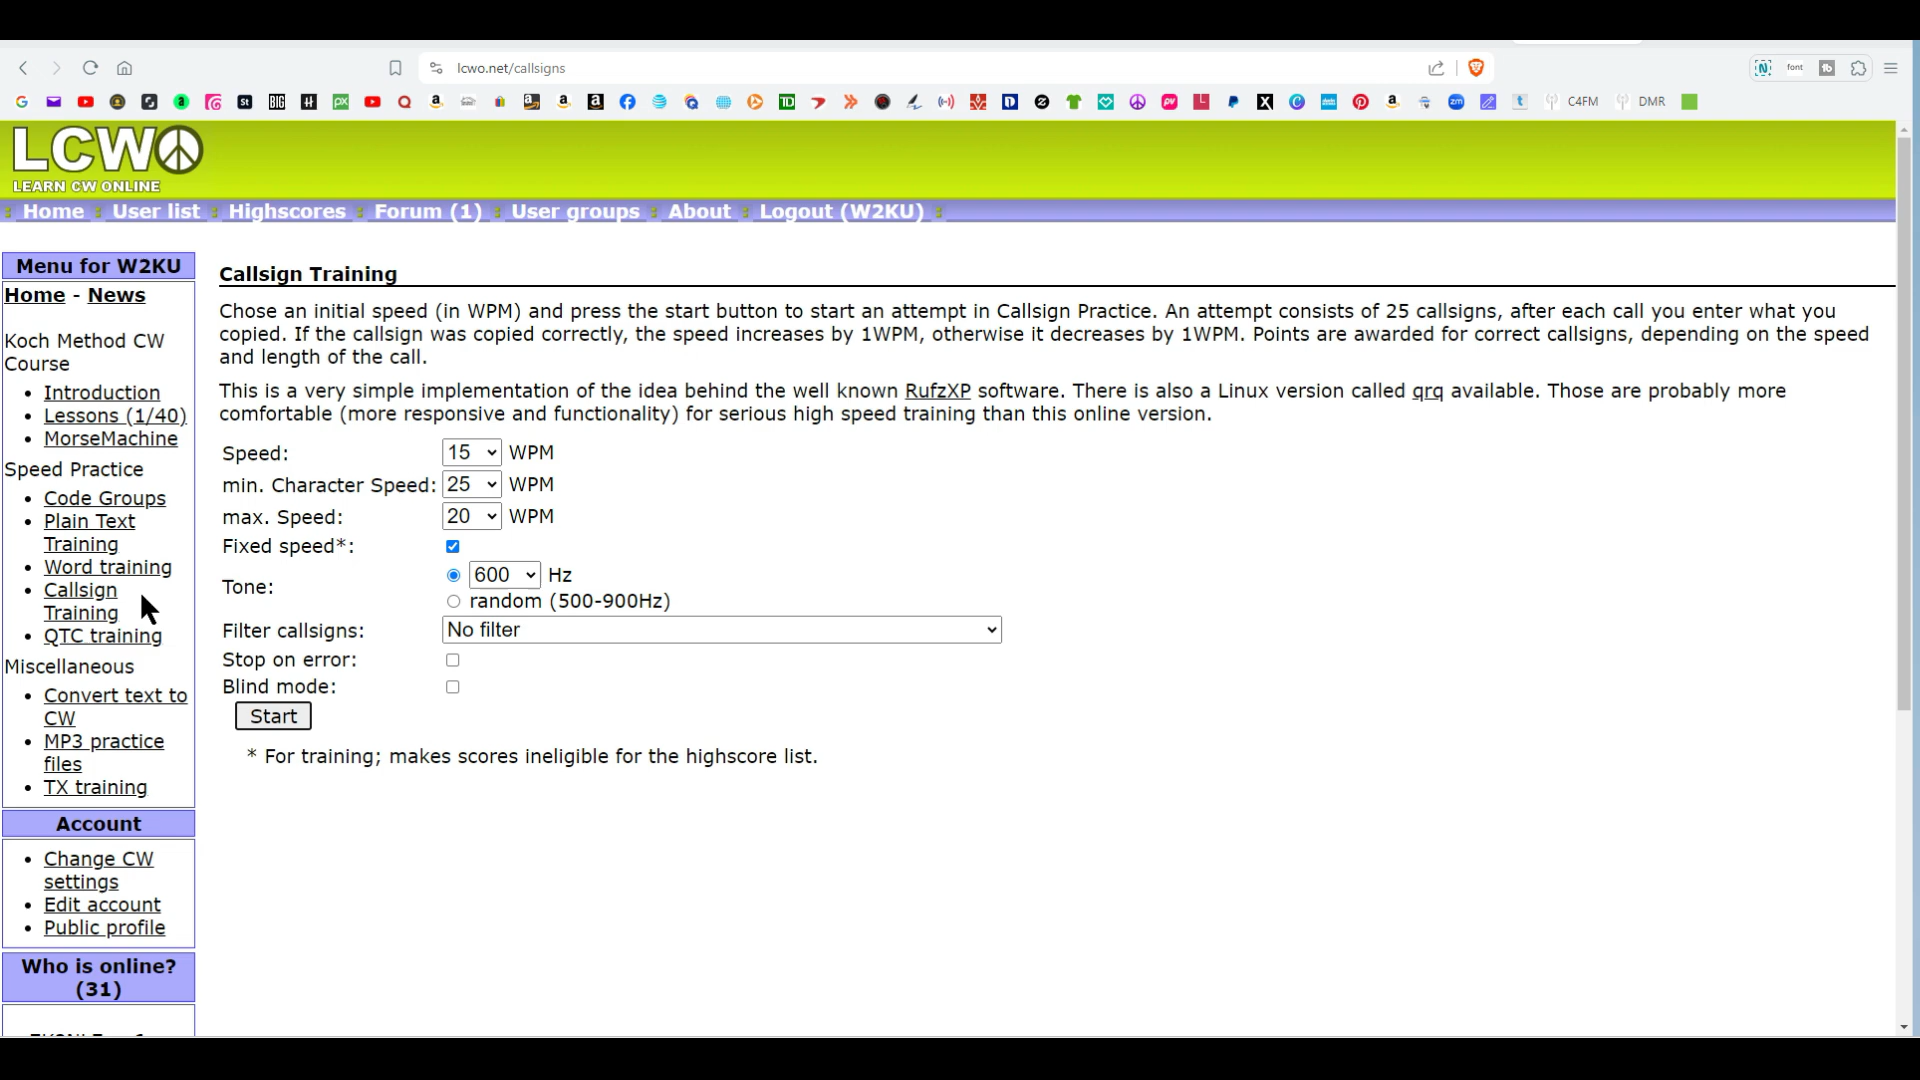 lcwo.net/callsigns
font
C4FM
DMR
LCWO
LEARN CW ONLINE
Home User list Highscores Forum (1) User groups About Logout (W2KU)
Menu for W2KU
Home - News
Koch Method CW
Course
• Introduction
• Lessons (1/40)
• MorseMachine
Speed Practice
• Code Groups
• Plain Text
Training
• Word training
• Callsign
Training
• QTC training
Miscellaneous
• Convert text to
CW
• MP3 practice
files
• TX training
Account
• Change CW
settings
• Edit account
• Public profile
Who is online?
(31)
Callsign Training
Chose an initial speed (in WPM) and press the start button to start an attempt in Callsign Practice. An attempt consists of 25 callsigns, after each call you enter what you
copied. If the callsign was copied correctly, the speed increases by 1WPM, otherwise it decreases by 1WPM. Points are awarded for correct callsigns, depending on the speed
and length of the call.
This is a very simple implementation of the idea behind the well known RufzXP software. There is also a Linux version called qrq available. Those are probably more
comfortable (more responsive and functionality) for serious high speed training than this online version.
Speed: 15 WPM
min. Character Speed: 25 WPM
max. Speed: 20 WPM
Fixed speed*:
Tone: 600 Hz
random (500-900Hz)
Filter callsigns: No filter
Stop on error:
Blind mode:
Start
* For training; makes scores ineligible for the highscore list.